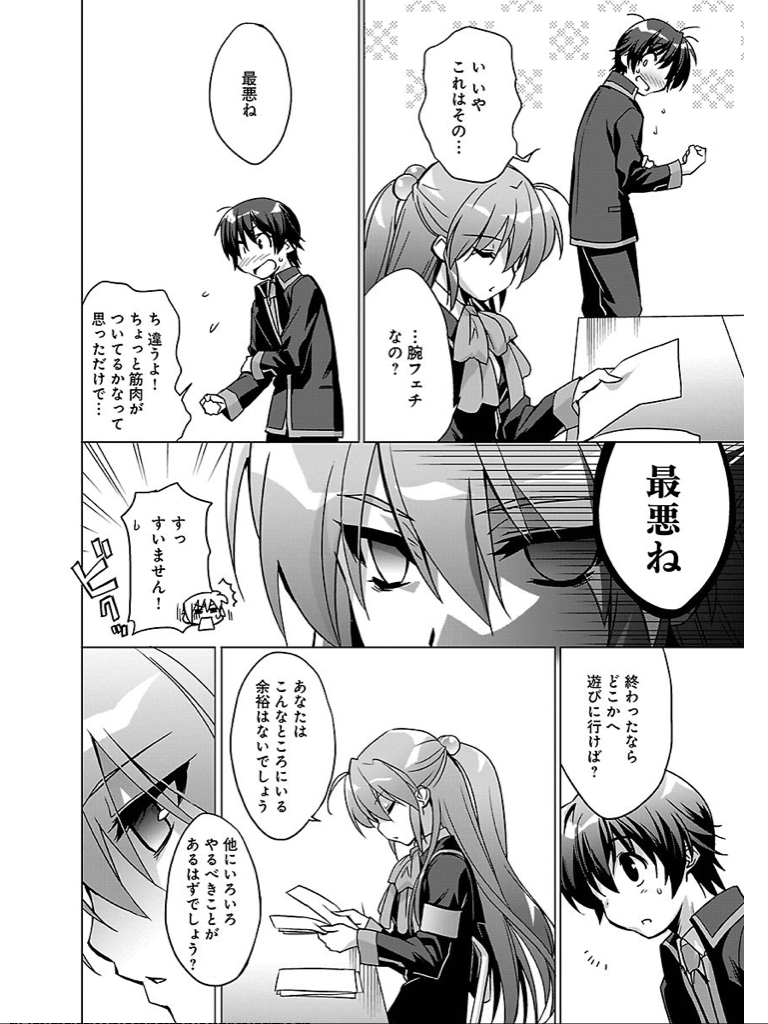 い いや
これはその…
…腕フェチ
なの?
最悪ね
ち 違うよ!
ちょっと筋肉が
ついてるかなって
思っただけで…
最悪ね
すっ
すいません!
終わったなら
どこかへ
遊びに行けば?
あなたは
こんなところにいる
余裕はないでしょう
他にいろいろ
やるべきことが
あるはずでしょう?